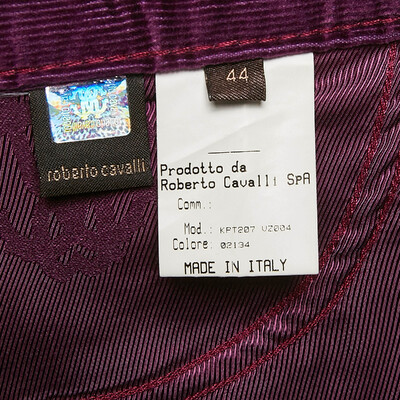 44
roberto cavalli
Prodotto da
Roberto Cavalli SpA
Comm.:
Mod.: KPT207 VZ004
Colore: 02134
MADE IN ITALY